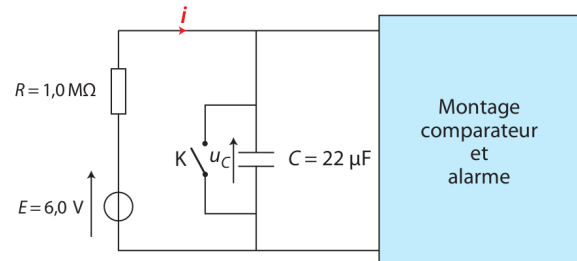 i
R = 1,0 MΩ
K
u_C
C = 22 µF
E = 6,0 V
Montage
comparateur
et
alarme